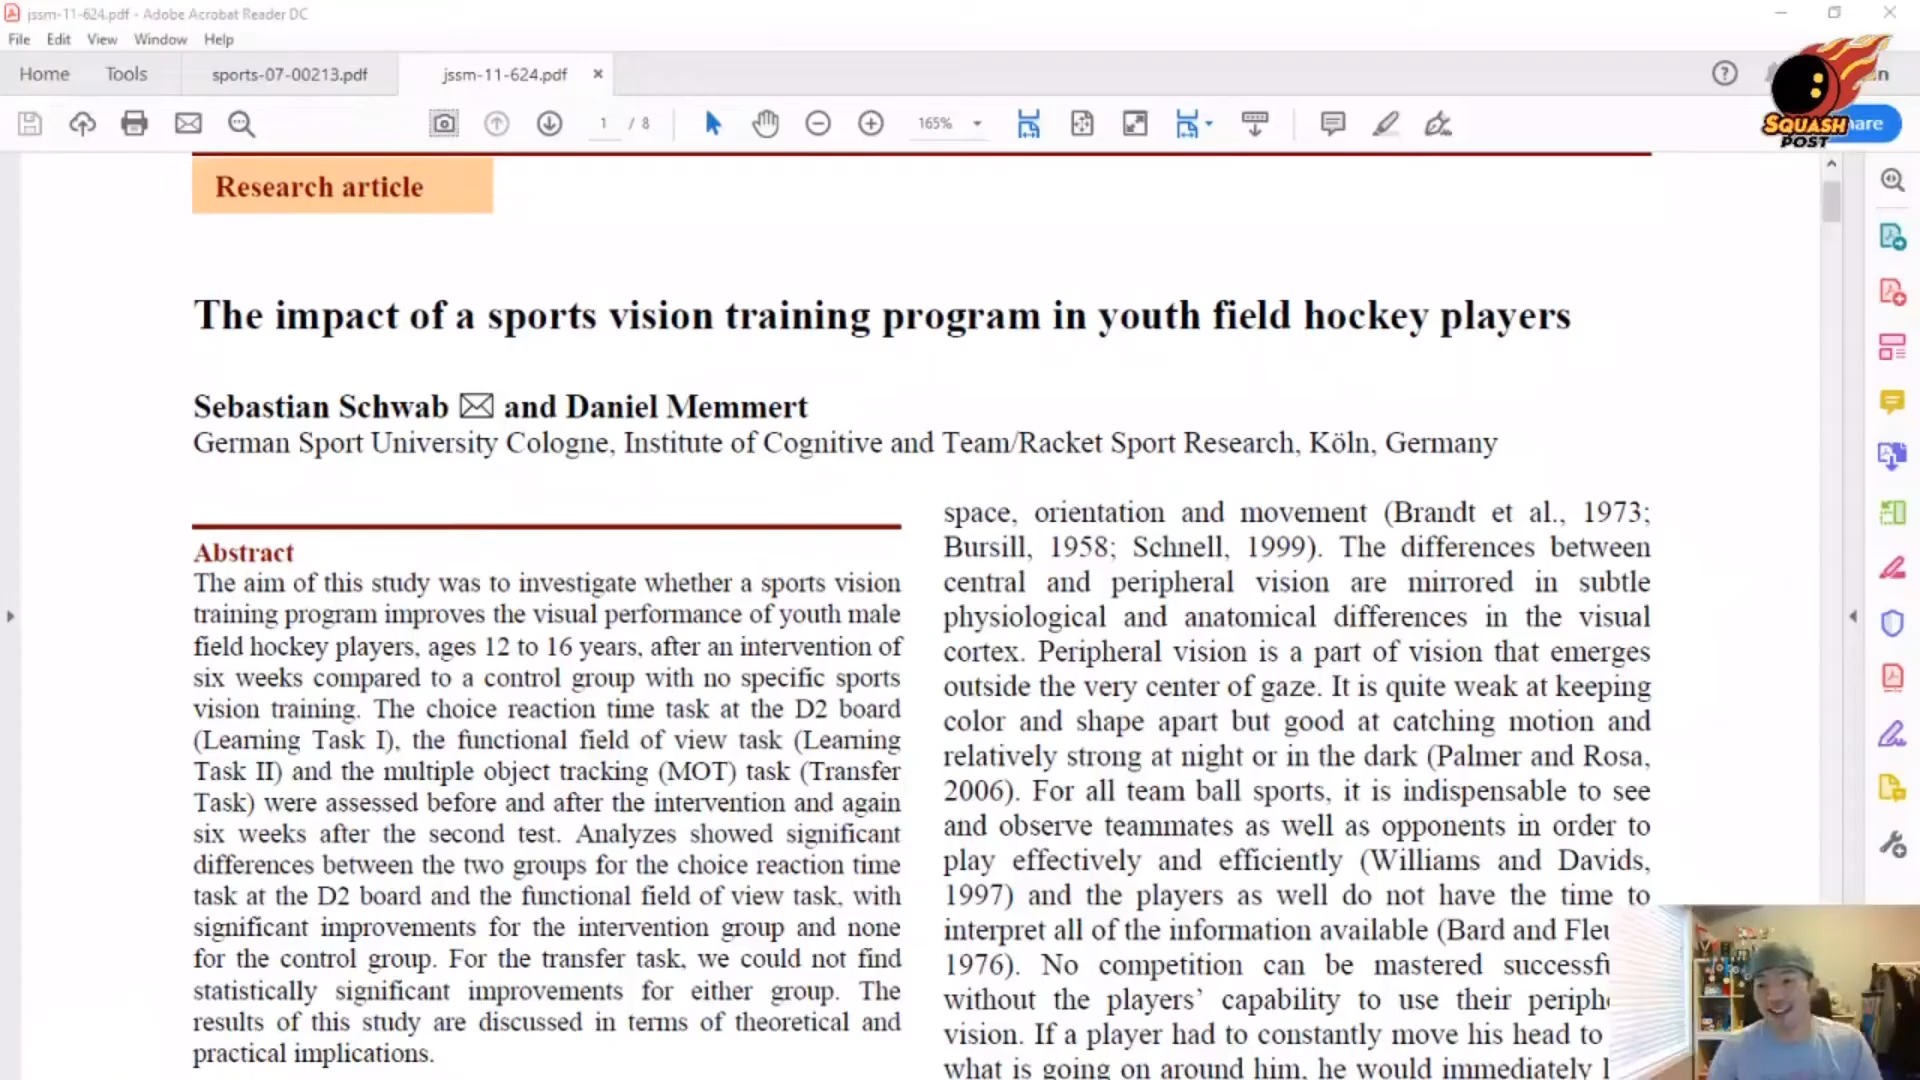 jssm-11-624.pdf - Adobe Acrobat Reader DC
File Edit View Window Help
Home Tools sports-07-00213.pdf jssm-11-624.pdf
1 / 8 165%
SQUASH
POST
Research article
The impact of a sports vision training program in youth field hockey players
Sebastian Schwab and Daniel Memmert
German Sport University Cologne, Institute of Cognitive and Team/Racket Sport Research, Köln, Germany
Abstract
The aim of this study was to investigate whether a sports vision
training program improves the visual performance of youth male
field hockey players, ages 12 to 16 years, after an intervention of
six weeks compared to a control group with no specific sports
vision training. The choice reaction time task at the D2 board
(Learning Task I), the functional field of view task (Learning
Task II) and the multiple object tracking (MOT) task (Transfer
Task) were assessed before and after the intervention and again
six weeks after the second test. Analyzes showed significant
differences between the two groups for the choice reaction time
task at the D2 board and the functional field of view task, with
significant improvements for the intervention group and none
for the control group. For the transfer task, we could not find
statistically significant improvements for either group. The
results of this study are discussed in terms of theoretical and
practical implications.
space, orientation and movement (Brandt et al., 1973;
Bursill, 1958; Schnell, 1999). The differences between
central and peripheral vision are mirrored in subtle
physiological and anatomical differences in the visual
cortex. Peripheral vision is a part of vision that emerges
outside the very center of gaze. It is quite weak at keeping
color and shape apart but good at catching motion and
relatively strong at night or in the dark (Palmer and Rosa,
2006). For all team ball sports, it is indispensable to see
and observe teammates as well as opponents in order to
play effectively and efficiently (Williams and Davids,
1997) and the players as well do not have the time to
interpret all of the information available (Bard and
1976). No competition can be mastered
without the players' capability to use their
vision. If a player had to constantly move his head to
what is going on around him, he would immediately